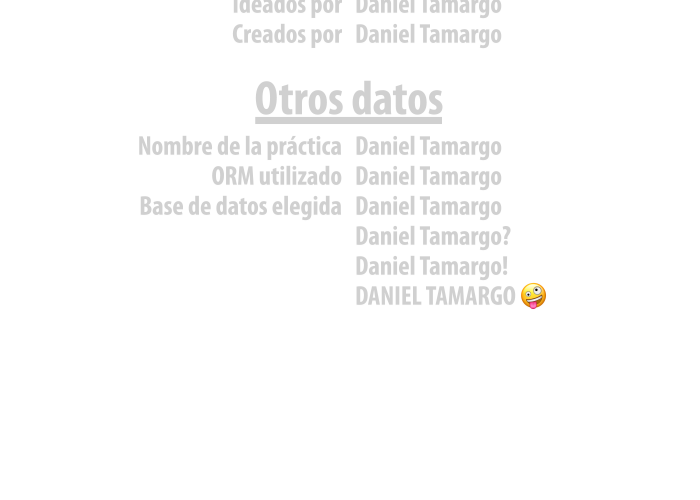 Ideados por Daniel Tamargo
Creados por Daniel Tamargo
Otros datos
Nombre de la práctica Daniel Tamargo
ORM utilizado Daniel Tamargo
Base de datos elegida Daniel Tamargo
Daniel Tamargo?
Daniel Tamargo!
DANIEL TAMARGO 🤪